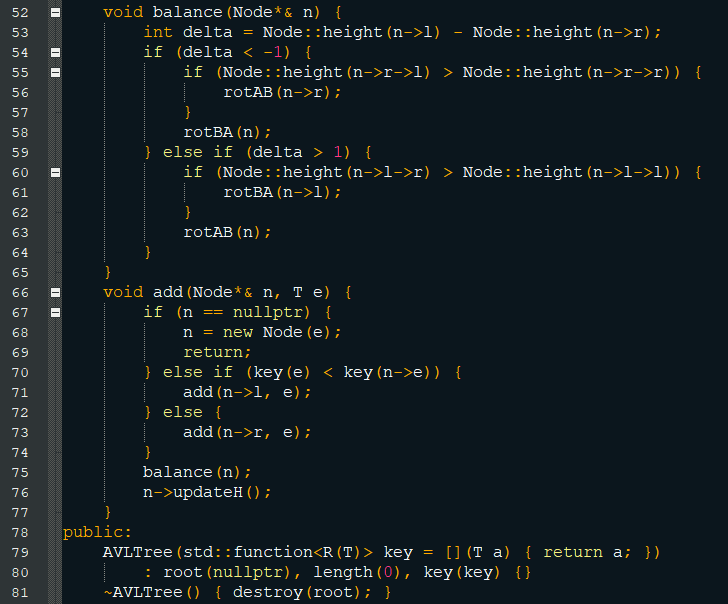 52 void balance(Node*& n) {
53 int delta = Node::height(n->l) - Node::height(n->r);
54 if (delta < -1) {
55 if (Node::height(n->r->l) > Node::height(n->r->r)) {
56 rotAB(n->r);
57 }
58 rotBA(n);
59 } else if (delta > 1) {
60 if (Node::height(n->l->r) > Node::height(n->l->l)) {
61 rotBA(n->l);
62 }
63 rotAB(n);
64 }
65 }
66 void add(Node*& n, T e) {
67 if (n == nullptr) {
68 n = new Node(e);
69 return;
70 } else if (key(e) < key(n->e)) {
71 add(n->l, e);
72 } else {
73 add(n->r, e);
74 }
75 balance(n);
76 n->updateH();
77 }
78 public:
79 AVLTree(std::function<R(T)> key = [](T a) { return a; })
80 : root(nullptr), length(0), key(key) {}
81 ~AVLTree() { destroy(root); }